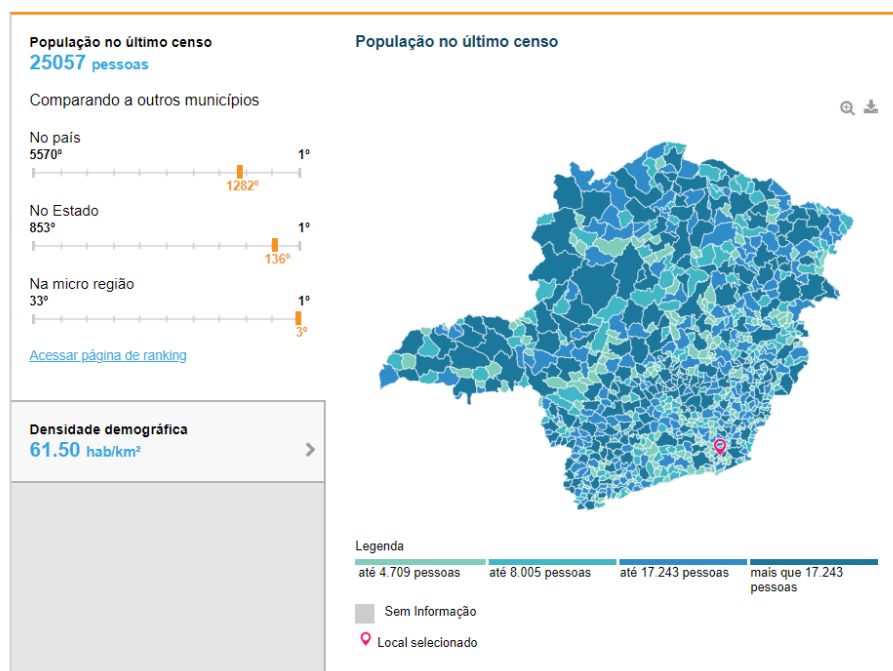 População no último censo
25057 pessoas
Comparando a outros municípios
No país
5570º 1º
1282º
No Estado
853º 1º
136º
Na micro região
33º 1º
3º
Acessar página de ranking
Densidade demográfica
61.50 hab/km²
População no último censo
Legenda
até 4.709 pessoas até 8.005 pessoas até 17.243 pessoas mais que 17.243
pessoas
Sem Informação
Local selecionado